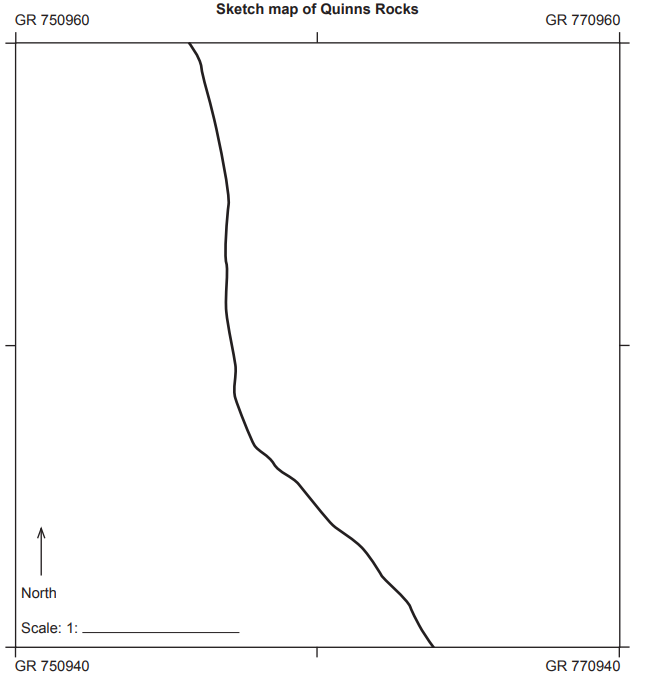 Sketch map of Quinns Rocks
GR 750960
GR 770960
North
Scale: 1:
GR 750940
GR 770940